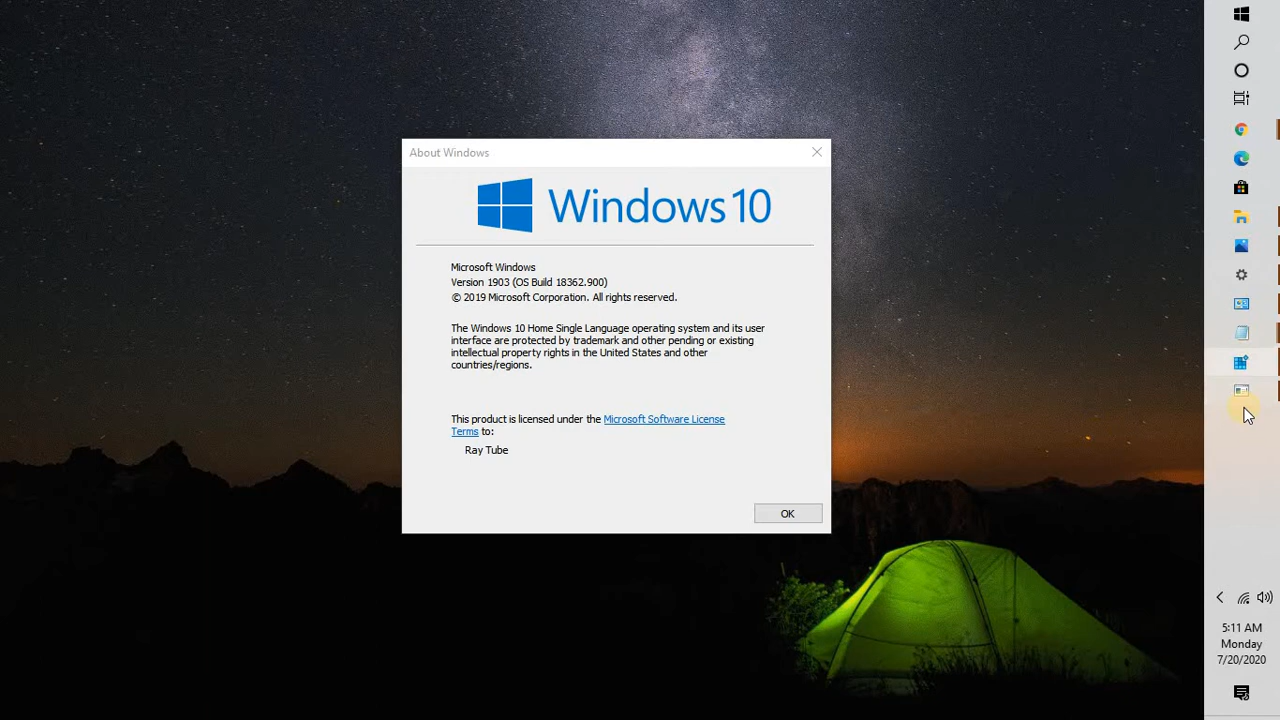 About Windows
Windows 10
Microsoft Windows
Version 1903 (OS Build 18362.900)
© 2019 Microsoft Corporation. All rights reserved.
The Windows 10 Home Single Language operating system and its user
interface are protected by trademark and other pending or existing
intellectual property rights in the United States and other
countries/regions.
This product is licensed under the Microsoft Software License
Terms to:
Ray Tube
OK
5:11 AM
Monday
7/20/2020